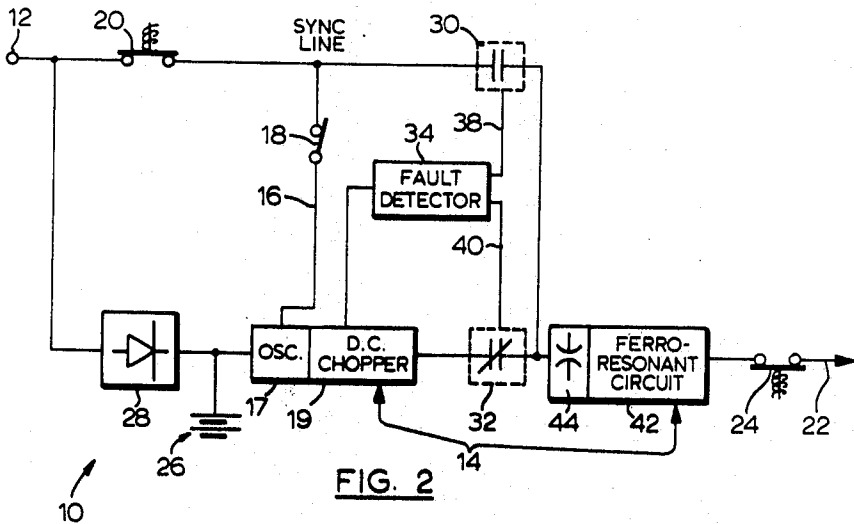 12
20
SYNC
LINE
30
18
34
38
FAULT
DETECTOR
16
40
OSC.
D.C.
CHOPPER
FERRO-
RESONANT
CIRCUIT
28
17
19
32
44
42
24
22
26
14
10
FIG. 2